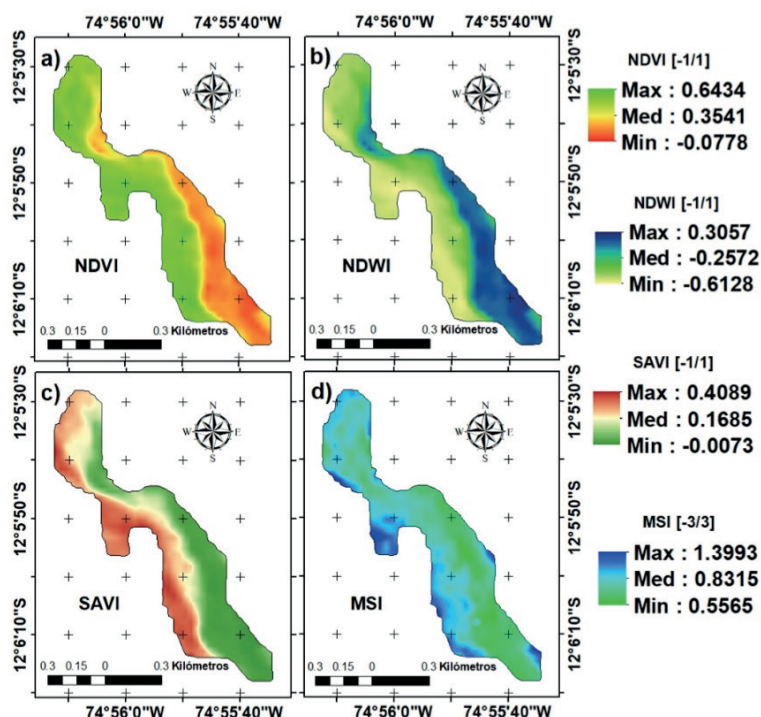 74°56'0"W 74°55'40"W 74°56'0"W 74°55'40"W
a)
N
W E
S
12°5'30"S
12°5'50"S
12°6'10"S
NDVI
0.3 0.15 0 0.3 Kilómetros
b)
N
W E
S
12°5'30"S
12°5'50"S
12°6'10"S
NDWI
0.3 0.15 0 0.3 Kilómetros
NDVI [-1/1]
Max : 0.6434
Med : 0.3541
Min : -0.0778
NDWI [-1/1]
Max : 0.3057
Med : -0.2572
Min : -0.6128
c)
N
W E
S
12°5'30"S
12°5'50"S
12°6'10"S
SAVI
0.3 0.15 0 0.3 Kilómetros
d)
N
W E
S
12°5'30"S
12°5'50"S
12°6'10"S
MSI
0.3 0.15 0 0.3 Kilómetros
SAVI [-1/1]
Max : 0.4089
Med : 0.1685
Min : -0.0073
MSI [-3/3]
Max : 1.3993
Med : 0.8315
Min : 0.5565
74°56'0"W 74°55'40"W 74°56'0"W 74°55'40"W